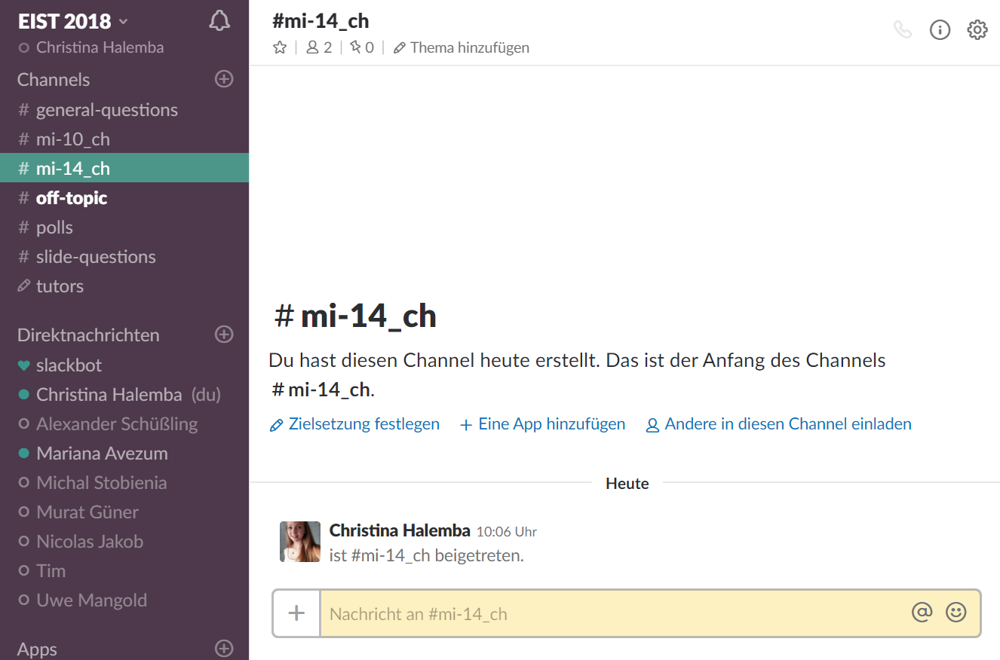 EIST 2018
Christina Halemba
Channels
# general-questions
# mi-10_ch
# mi-14_ch
# off-topic
# polls
# slide-questions
tutors
Direktnachrichten
slackbot
Christina Halemba (du)
Alexander Schüßling
Mariana Avezum
Michal Stobienia
Murat Güner
Nicolas Jakob
Tim
Uwe Mangold
Apps
#mi-14_ch
2 | 0 | Thema hinzufügen
# mi-14_ch
Du hast diesen Channel heute erstellt. Das ist der Anfang des Channels
# mi-14_ch.
Zielsetzung festlegen + Eine App hinzufügen Andere in diesen Channel einladen
Heute
Christina Halemba 10:06 Uhr
ist #mi-14_ch beigetreten.
+ Nachricht an #mi-14_ch @